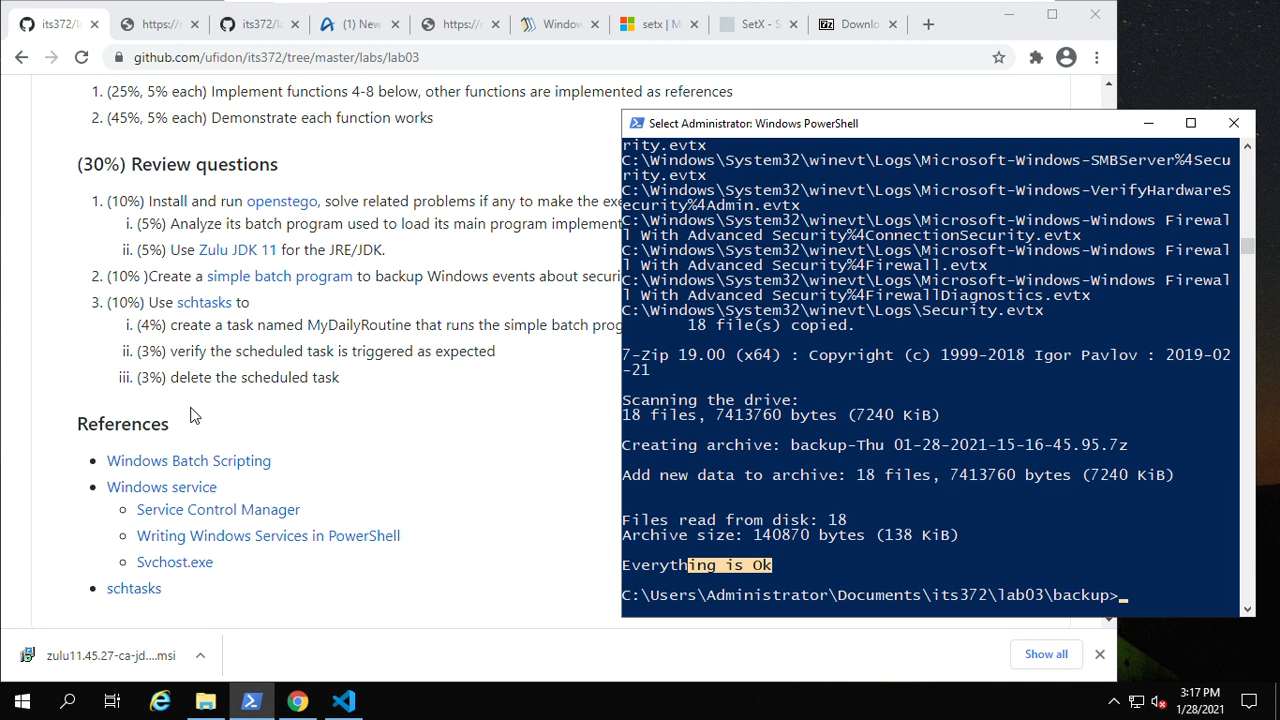 its372/la
https://r
its372/la
(1) New
https://r
Window
setx | M
SetX - S
7z
Downlo
github.com/ufidon/its372/tree/master/labs/lab03
1. (25%, 5% each) Implement functions 4-8 below, other functions are implemented as references
2. (45%, 5% each) Demonstrate each function works
(30%) Review questions
1. (10%) Install and run openstego, solve related problems if any to make the exe
i. (5%) Analyze its batch program used to load its main program implement
ii. (5%) Use Zulu JDK 11 for the JRE/JDK.
2. (10% )Create a simple batch program to backup Windows events about securi
3. (10%) Use schtasks to
i. (4%) create a task named MyDailyRoutine that runs the simple batch prog
ii. (3%) verify the scheduled task is triggered as expected
iii. (3%) delete the scheduled task
References
• Windows Batch Scripting
• Windows service
○ Service Control Manager
○ Writing Windows Services in PowerShell
○ Svchost.exe
• schtasks
Select Administrator: Windows PowerShell
rity.evtx
C:\Windows\System32\winevt\Logs\Microsoft-Windows-SMBServer%4Secu
rity.evtx
C:\Windows\System32\winevt\Logs\Microsoft-Windows-VerifyHardwareS
ecurity%4Admin.evtx
C:\Windows\System32\winevt\Logs\Microsoft-Windows-Windows Firewal
l With Advanced Security%4ConnectionSecurity.evtx
C:\Windows\System32\winevt\Logs\Microsoft-Windows-Windows Firewal
l With Advanced Security%4Firewall.evtx
C:\Windows\System32\winevt\Logs\Microsoft-Windows-Windows Firewal
l With Advanced Security%4FirewallDiagnostics.evtx
C:\Windows\System32\winevt\Logs\Security.evtx
18 file(s) copied.
7-Zip 19.00 (x64) : Copyright (c) 1999-2018 Igor Pavlov : 2019-02
-21
Scanning the drive:
18 files, 7413760 bytes (7240 KiB)
Creating archive: backup-Thu 01-28-2021-15-16-45.95.7z
Add new data to archive: 18 files, 7413760 bytes (7240 KiB)
Files read from disk: 18
Archive size: 140870 bytes (138 KiB)
Everything is Ok
C:\Users\Administrator\Documents\its372\lab03\backup>_
zulu11.45.27-ca-jd....msi
Show all
3:17 PM
1/28/2021